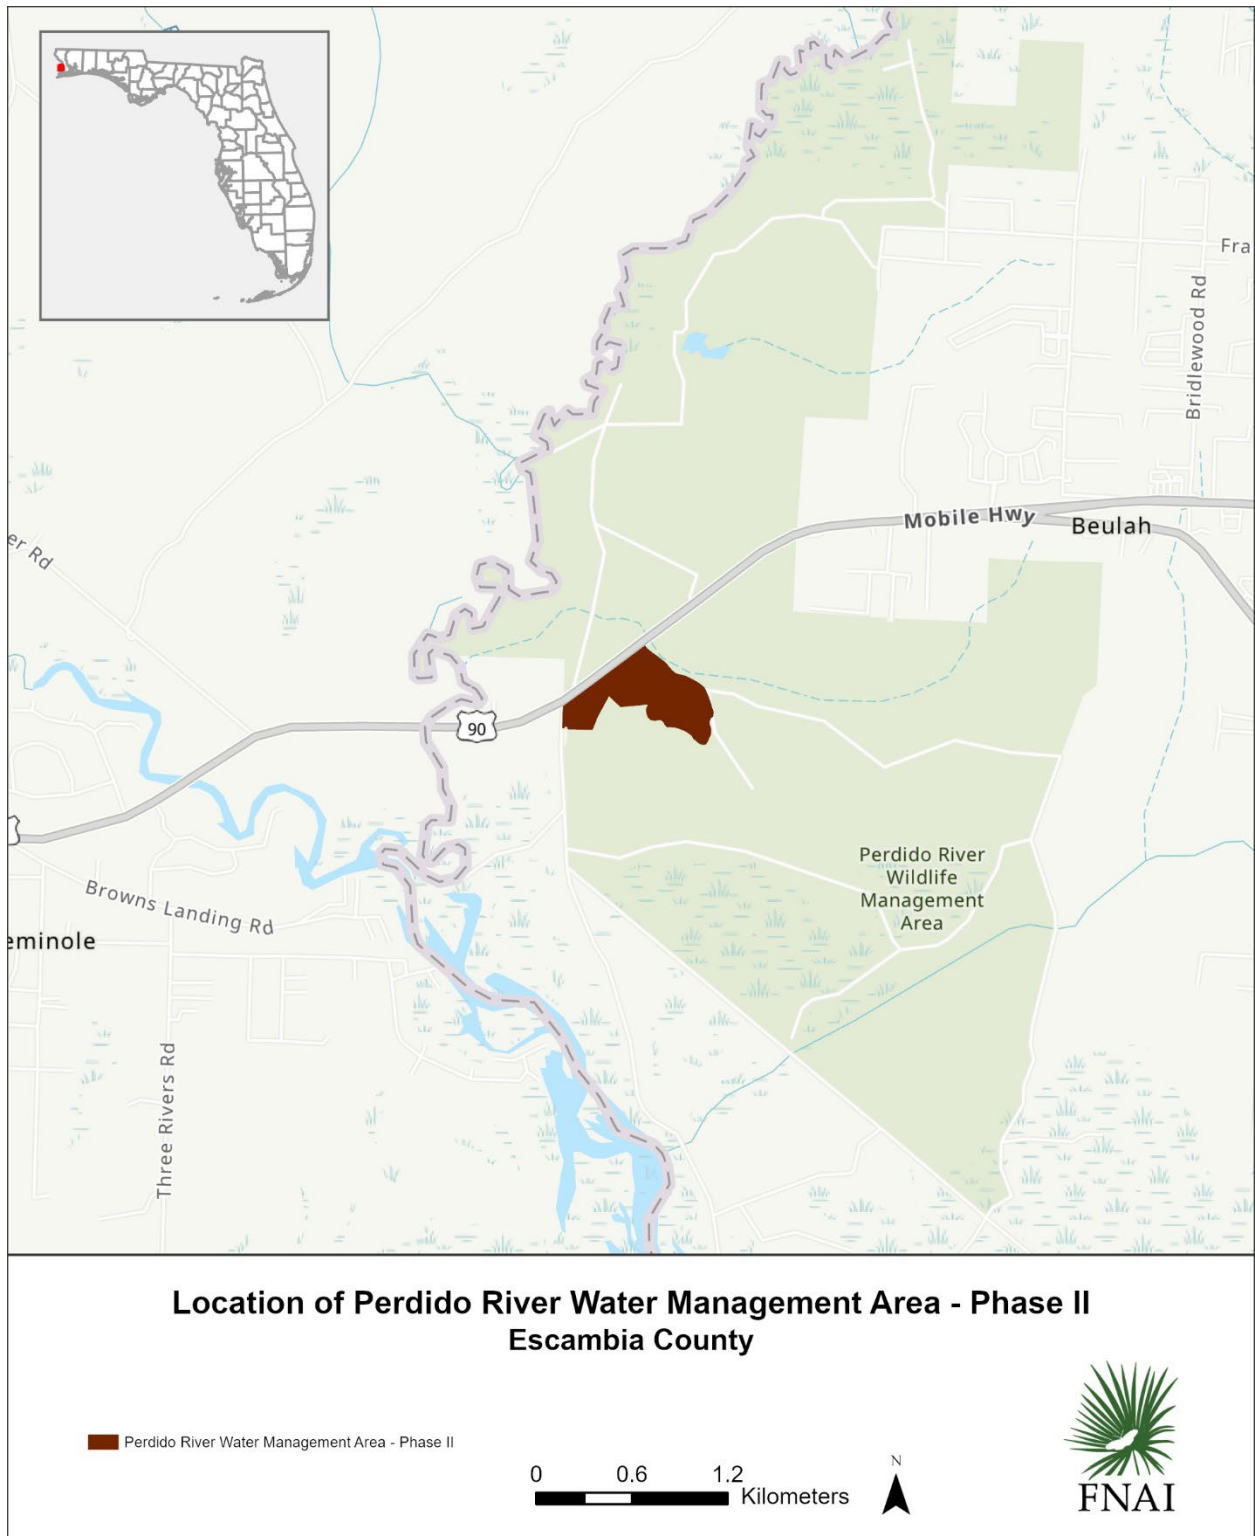 Fra
Bridlewood Rd
Mobile Hwy
Beulah
er Rd
90
Perdido River
Wildlife
Management
Area
Browns Landing Rd
eminole
Three Rivers Rd
Location of Perdido River Water Management Area - Phase II
Escambia County
Perdido River Water Management Area - Phase II
0 0.6 1.2
Kilometers
N
FNAI